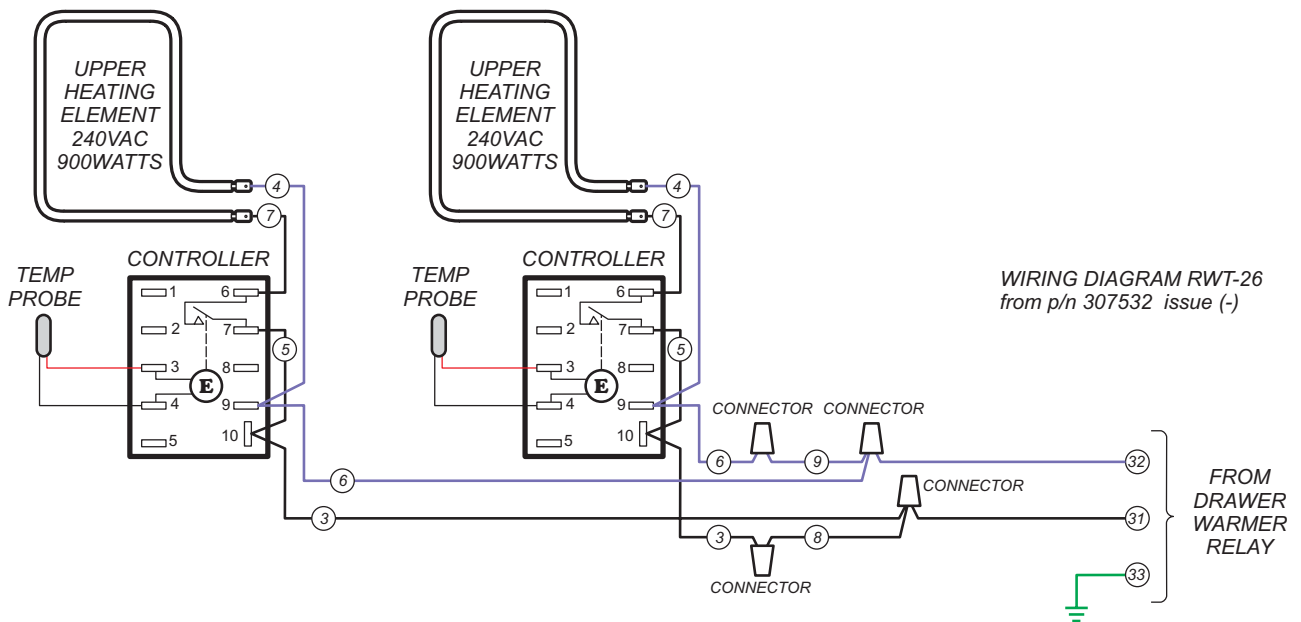 UPPER
HEATING
ELEMENT
240VAC
900WATTS
4
7
TEMP
PROBE
CONTROLLER
1
2
3
4
5
6
7
8
9
10
E
5
6
3
UPPER
HEATING
ELEMENT
240VAC
900WATTS
4
7
TEMP
PROBE
CONTROLLER
1
2
3
4
5
6
7
8
9
10
E
5
WIRING DIAGRAM RWT-26
from p/n 307532 issue (-)
CONNECTOR
CONNECTOR
6
9
32
CONNECTOR
31
3
8
CONNECTOR
33
FROM
DRAWER
WARMER
RELAY